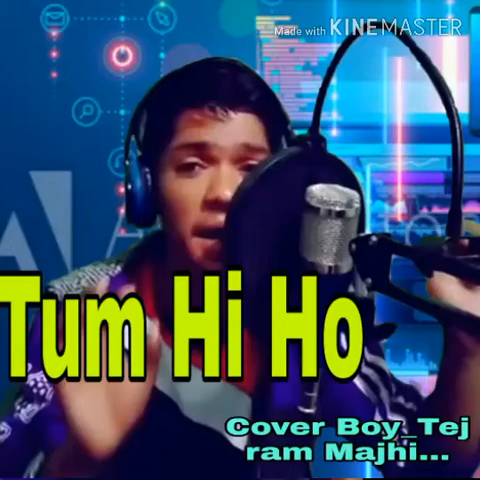 Made with KINEMASTER
Tum Hi Ho
Cover Boy_Tej
ram Majhi...